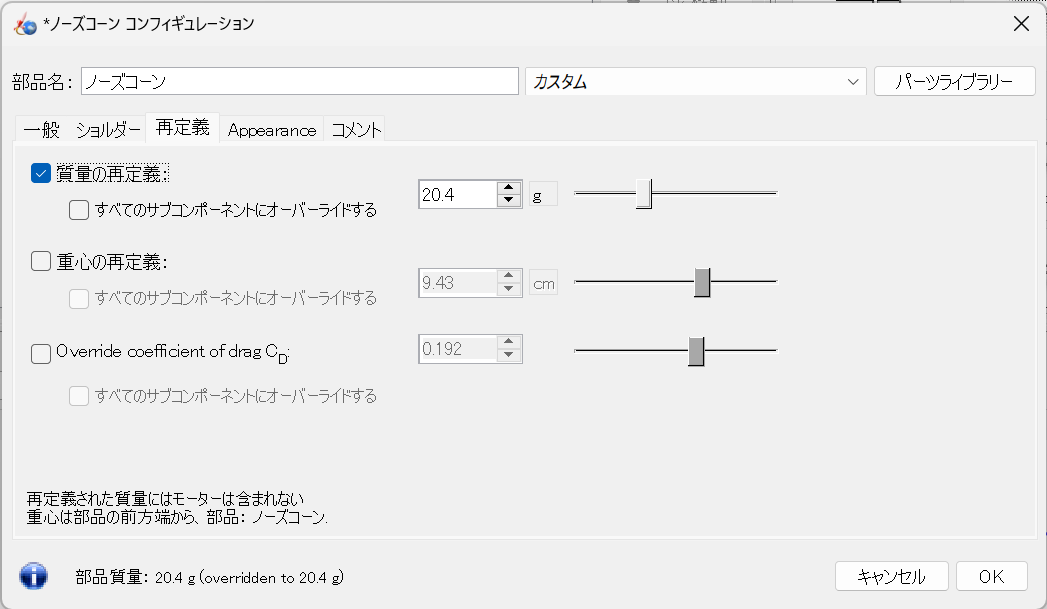 *ノーズコーン コンフィギュレーション
部品名: ノーズコーン カスタム パーツライブラリー
一般 ショルダー 再定義 Appearance コメント
質量の再定義: 20.4 g
すべてのサブコンポーネントにオーバーライドする
重心の再定義: 9.43 cm
すべてのサブコンポーネントにオーバーライドする
Override coefficient of drag CD: 0.192
すべてのサブコンポーネントにオーバーライドする
再定義された質量にはモーターは含まれない
重心は部品の前方端から、部品: ノーズコーン.
部品質量: 20.4 g (overridden to 20.4 g) キャンセル OK